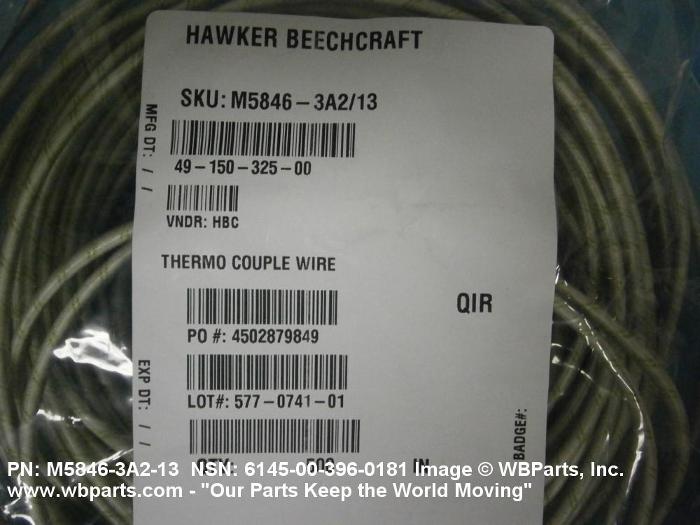 HAWKER BEECHCRAFT
SKU: M5846-3A2/13
MFG DT: / /
49-150-325-00
VNDR: HBC
THERMO COUPLE WIRE
QIR
PO #: 4502879849
EXP DT: / /
LOT#: 577-0741-01
BADGE#:
IN
PN: M5846-3A2-13 NSN: 6145-00-396-0181 Image © WBParts, Inc.
www.wbparts.com - "Our Parts Keep the World Moving"